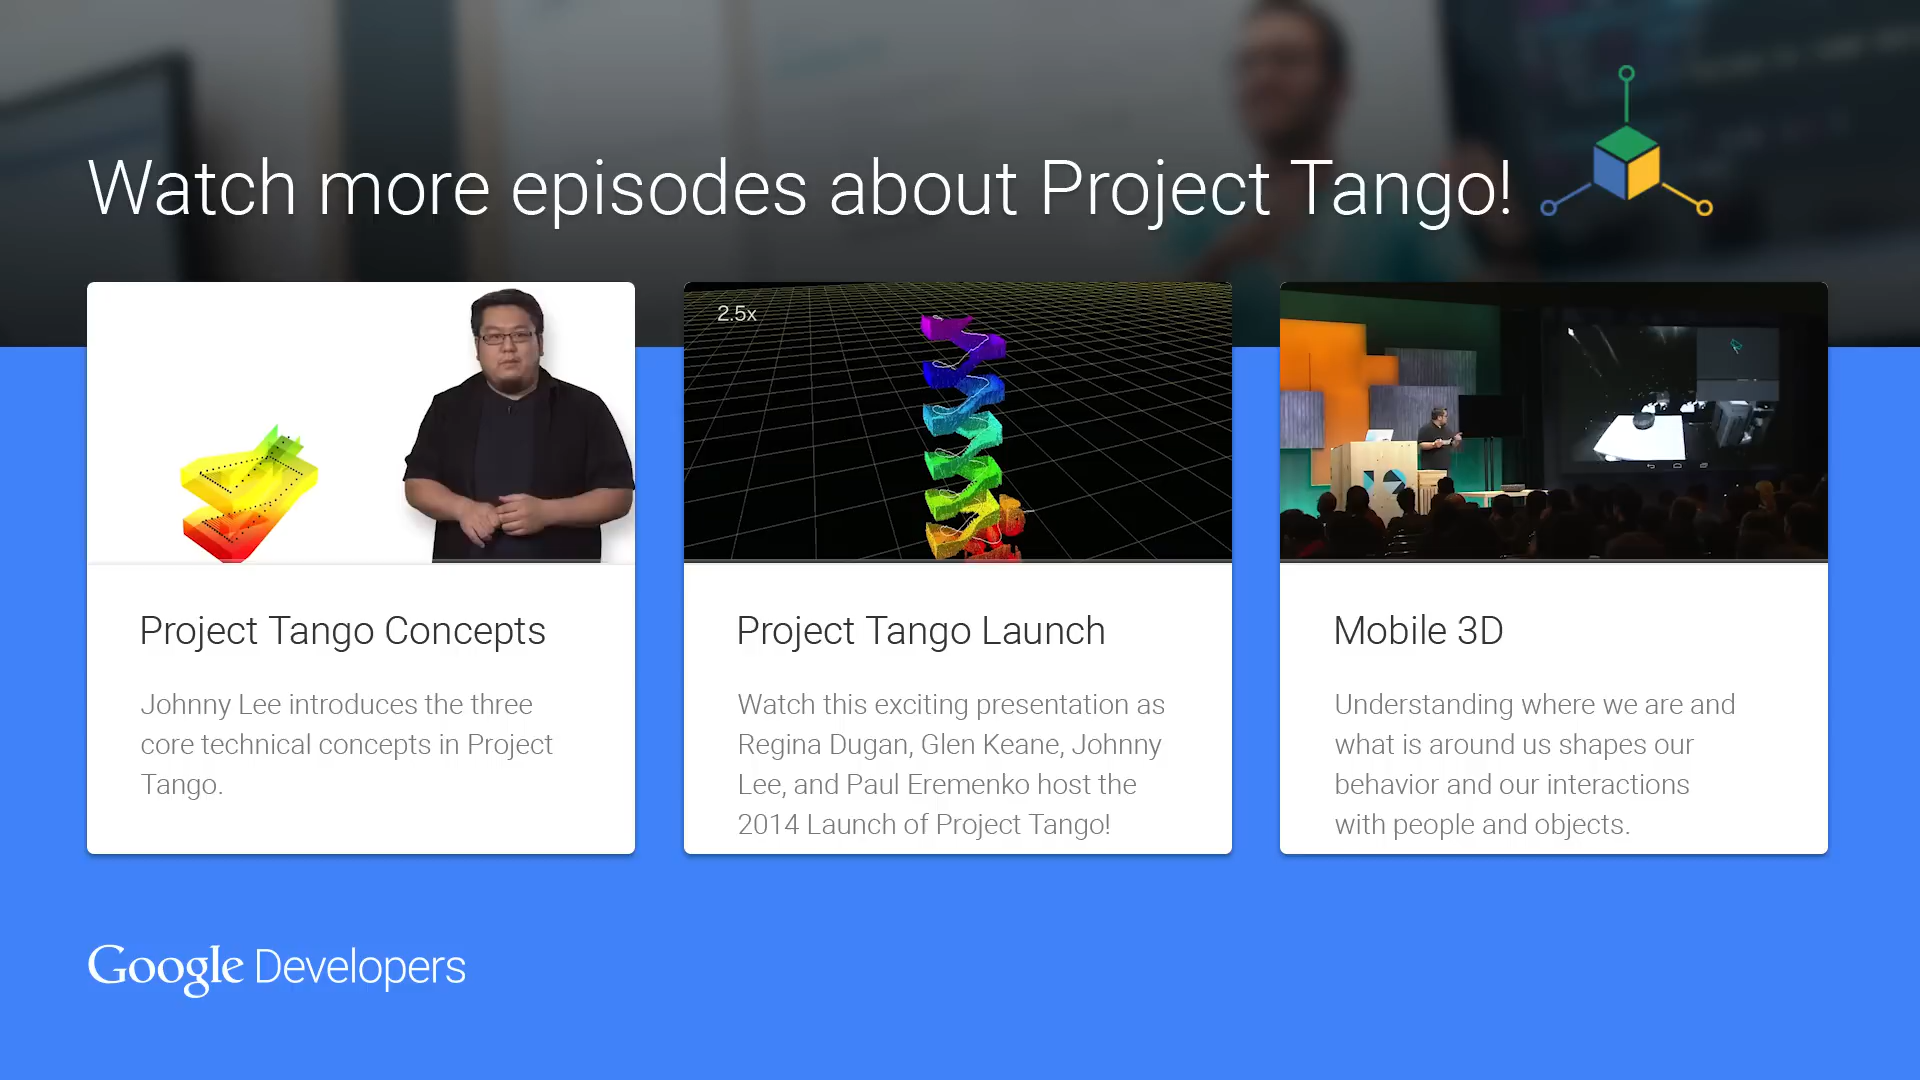 Watch more episodes about Project Tango!
2.5x
Project Tango Concepts
Johnny Lee introduces the three
core technical concepts in Project
Tango.
Project Tango Launch
Watch this exciting presentation as
Regina Dugan, Glen Keane, Johnny
Lee, and Paul Eremenko host the
2014 Launch of Project Tango!
Mobile 3D
Understanding where we are and
what is around us shapes our
behavior and our interactions
with people and objects.
Google Developers